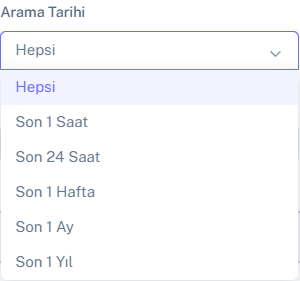 Arama Tarihi
Hepsi
Hepsi
Son 1 Saat
Son 24 Saat
Son 1 Hafta
Son 1 Ay
Son 1 Yıl